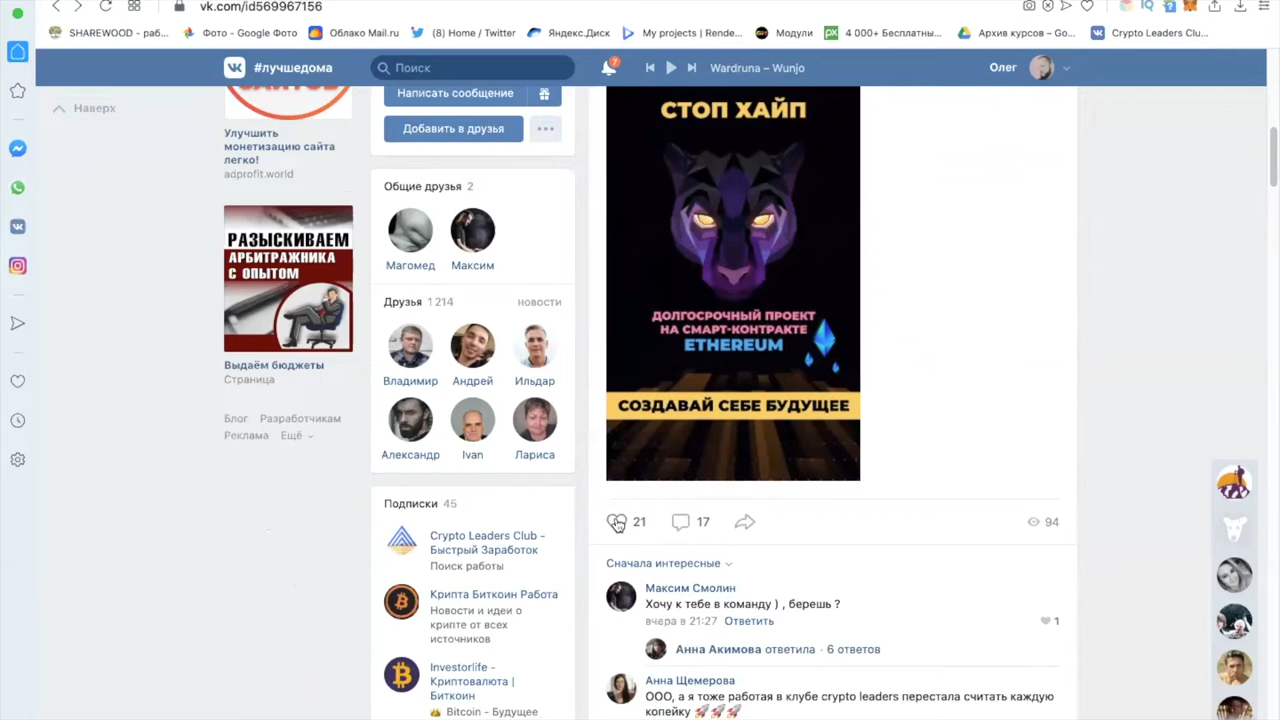 vk.com/id569967156
SHAREWOOD - раб...
Фото - Google Фото
Облако Mail.ru
(8) Home / Twitter
Яндекс.Диск
My projects | Rende...
Модули
4 000+ Бесплатны...
Архив курсов – Go...
Crypto Leaders Clu...
#лучшедома
Поиск
7
Wardruna – Wunjo
Олег
Наверх
САЙТОВ
Улучшить
монетизацию сайта
легко!
adprofit.world
РАЗЫСКИВАЕМ
АРБИТРАЖНИКА
С ОПЫТОМ
Выдаём бюджеты
Страница
Блог Разработчикам
Реклама Ещё
Написать сообщение
Добавить в друзья
Общие друзья 2
Магомед Максим
Друзья 1 214 новости
Владимир Андрей Ильдар
Александр Ivan Лариса
Подписки 45
Crypto Leaders Club -
Быстрый Заработок
Поиск работы
Крипта Биткоин Работа
Новости и идеи о
крипте от всех
источников
Investorlife -
Криптовалюта |
Биткоин
Bitcoin - Будущее
СТОП ХАЙП
ДОЛГОСРОЧНЫЙ ПРОЕКТ
НА СМАРТ-КОНТРАКТЕ
ETHEREUM
СОЗДАВАЙ СЕБЕ БУДУЩЕЕ
21 17 94
Сначала интересные
Максим Смолин
Хочу к тебе в команду ) , берешь ?
вчера в 21:27 Ответить 1
Анна Акимова ответила · 6 ответов
Анна Щемерова
ООО, а я тоже работая в клубе crypto leaders перестала считать каждую
копейку 🚀🚀🚀